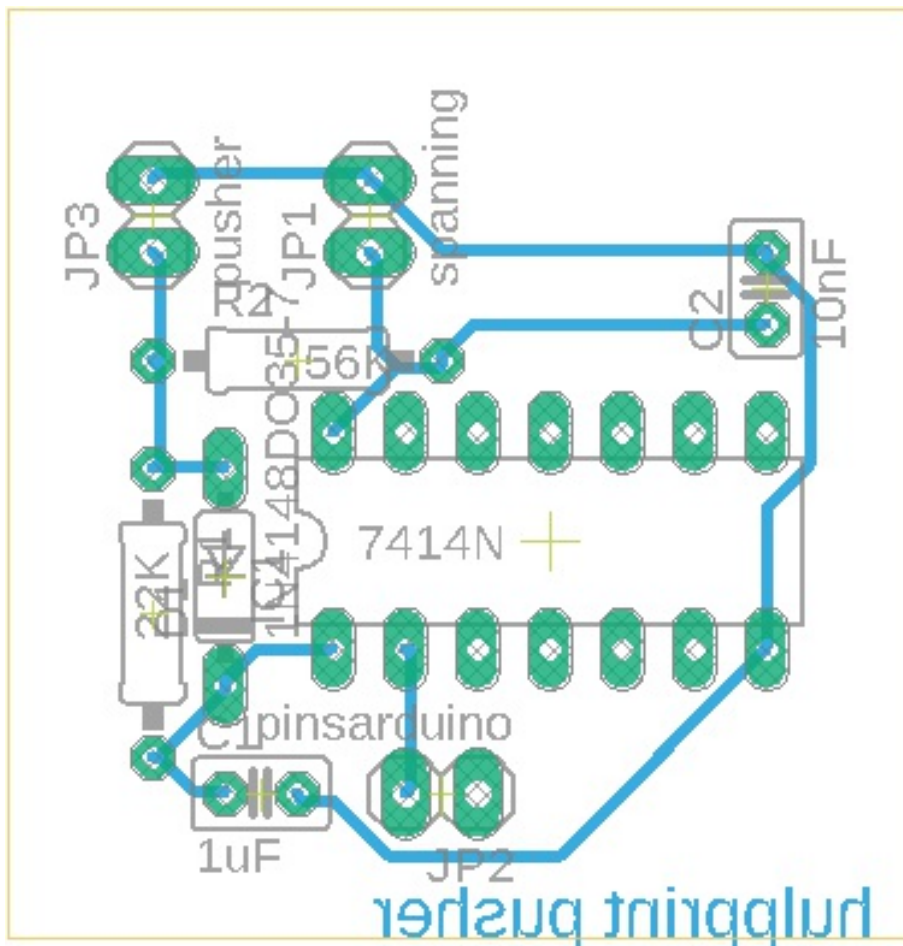 pusher
spanning
JP3
JP1
R2
56K
C2
10nF
1N4148DO35-7
7414N
22K
D1
pinsarduino
C1
1uF
JP2
hulpprint pusher